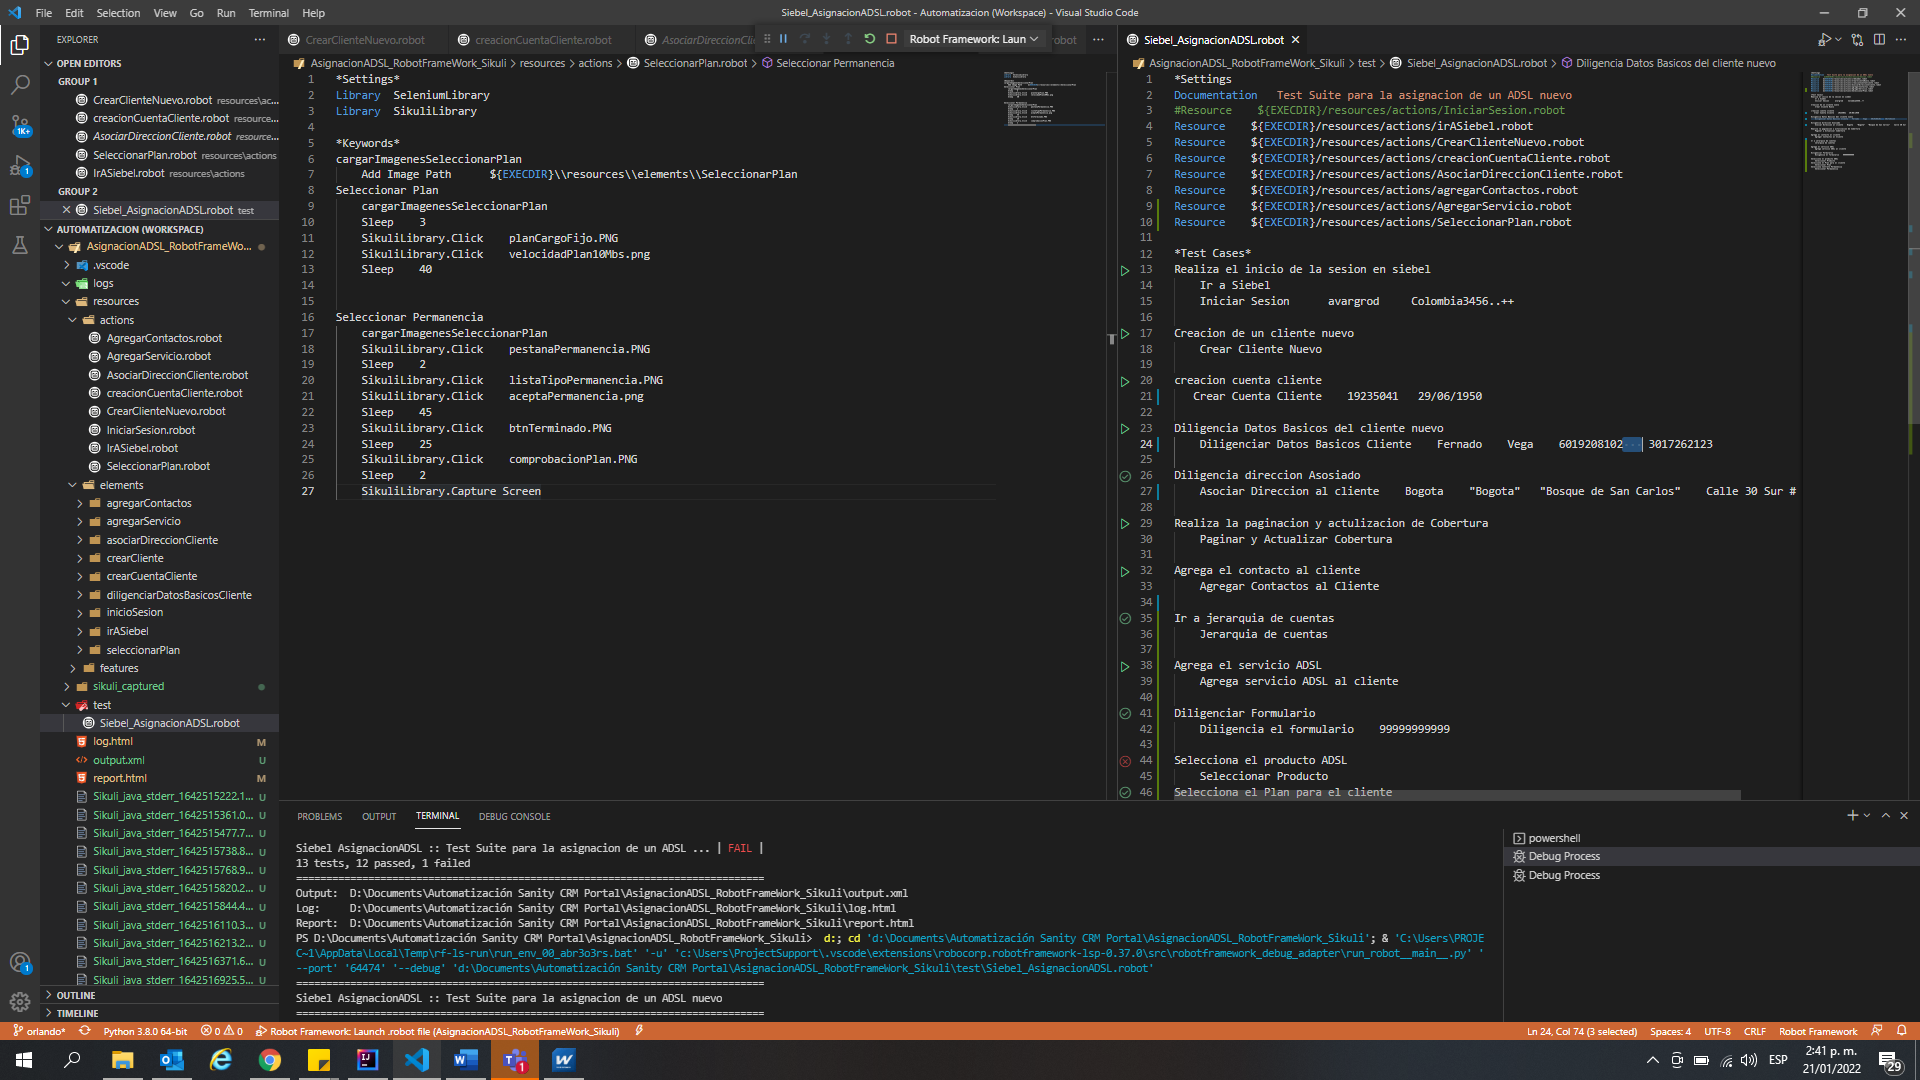 File Edit Selection View Go Run Terminal Help
Siebel_AsignacionADSL.robot - Automatizacion (Workspace) - Visual Studio Code
EXPLORER
OPEN EDITORS
GROUP 1
CrearClienteNuevo.robot resources\ac...
creacionCuentaCliente.robot resource...
AsociarDireccionCliente.robot resource...
SeleccionarPlan.robot resources\actions
IrASiebel.robot resources\actions
GROUP 2
Siebel_AsignacionADSL.robot test
AUTOMATIZACION (WORKSPACE)
AsignacionADSL_RobotFrameWo...
.vscode
logs
resources
actions
AgregarContactos.robot
AgregarServicio.robot
AsociarDireccionCliente.robot
creacionCuentaCliente.robot
CrearClienteNuevo.robot
IniciarSesion.robot
IrASiebel.robot
SeleccionarPlan.robot
elements
agregarContactos
agregarServicio
asociarDireccionCliente
crearCliente
crearCuentaCliente
diligenciarDatosBasicosCliente
inicioSesion
irASiebel
seleccionarPlan
features
sikuli_captured
test
Siebel_AsignacionADSL.robot
log.html M
output.xml U
report.html M
Sikuli_java_stderr_1642515222.1... U
Sikuli_java_stderr_1642515361.0... U
Sikuli_java_stderr_1642515477.7... U
Sikuli_java_stderr_1642515738.8... U
Sikuli_java_stderr_1642515768.9... U
Sikuli_java_stderr_1642515820.2... U
Sikuli_java_stderr_1642515844.4... U
Sikuli_java_stderr_1642516110.3... U
Sikuli_java_stderr_1642516213.2... U
Sikuli_java_stderr_1642516371.6... U
Sikuli_java_stderr_1642516925.5... U
OUTLINE
TIMELINE
1K+
1
1
CrearClienteNuevo.robot creacionCuentaCliente.robot AsociarDireccionCli
Robot Framework: Laun
obot
AsignacionADSL_RobotFrameWork_Sikuli > resources > actions > SeleccionarPlan.robot > Seleccionar Permanencia
1 *Settings*
2 Library SeleniumLibrary
3 Library SikuliLibrary
4
5 *Keywords*
6 cargarImagenesSeleccionarPlan
7 Add Image Path ${EXECDIR}\\resources\\elements\\SeleccionarPlan
8 Seleccionar Plan
9 cargarImagenesSeleccionarPlan
10 Sleep 3
11 SikuliLibrary.Click planCargoFijo.PNG
12 SikuliLibrary.Click velocidadPlan10Mbs.png
13 Sleep 40
14
15
16 Seleccionar Permanencia
17 cargarImagenesSeleccionarPlan
18 SikuliLibrary.Click pestanaPermanencia.PNG
19 Sleep 2
20 SikuliLibrary.Click listaTipoPermanencia.PNG
21 SikuliLibrary.Click aceptaPermanencia.png
22 Sleep 45
23 SikuliLibrary.Click btnTerminado.PNG
24 Sleep 25
25 SikuliLibrary.Click comprobacionPlan.PNG
26 Sleep 2
27 SikuliLibrary.Capture Screen
Siebel_AsignacionADSL.robot
AsignacionADSL_RobotFrameWork_Sikuli > test > Siebel_AsignacionADSL.robot > Diligencia Datos Basicos del cliente nuevo
1 *Settings
2 Documentation Test Suite para la asignacion de un ADSL nuevo
3 #Resource ${EXECDIR}/resources/actions/IniciarSesion.robot
4 Resource ${EXECDIR}/resources/actions/irASiebel.robot
5 Resource ${EXECDIR}/resources/actions/CrearClienteNuevo.robot
6 Resource ${EXECDIR}/resources/actions/creacionCuentaCliente.robot
7 Resource ${EXECDIR}/resources/actions/AsociarDireccionCliente.robot
8 Resource ${EXECDIR}/resources/actions/agregarContactos.robot
9 Resource ${EXECDIR}/resources/actions/AgregarServicio.robot
10 Resource ${EXECDIR}/resources/actions/SeleccionarPlan.robot
11
12 *Test Cases*
13 Realiza el inicio de la sesion en siebel
14 Ir a Siebel
15 Iniciar Sesion avargrod Colombia3456..++
16
17 Creacion de un cliente nuevo
18 Crear Cliente Nuevo
19
20 creacion cuenta cliente
21 Crear Cuenta Cliente 19235041 29/06/1950
22
23 Diligencia Datos Basicos del cliente nuevo
24 Diligenciar Datos Basicos Cliente Fernado Vega 6019208102 3017262123
25
26 Diligencia direccion Asosiado
27 Asociar Direccion al cliente Bogota "Bogota" "Bosque de San Carlos" Calle 30 Sur #
28
29 Realiza la paginacion y actulizacion de Cobertura
30 Paginar y Actualizar Cobertura
31
32 Agrega el contacto al cliente
33 Agregar Contactos al Cliente
34
35 Ir a jerarquia de cuentas
36 Jerarquia de cuentas
37
38 Agrega el servicio ADSL
39 Agrega servicio ADSL al cliente
40
41 Diligenciar Formulario
42 Diligencia el formulario 99999999999
43
44 Selecciona el producto ADSL
45 Seleccionar Producto
46 Selecciona el Plan para el cliente
PROBLEMS OUTPUT TERMINAL DEBUG CONSOLE
Siebel AsignacionADSL :: Test Suite para la asignacion de un ADSL ... | FAIL |
13 tests, 12 passed, 1 failed
==============================================================================
Output: D:\Documents\Automatización Sanity CRM Portal\AsignacionADSL_RobotFrameWork_Sikuli\output.xml
Log: D:\Documents\Automatización Sanity CRM Portal\AsignacionADSL_RobotFrameWork_Sikuli\log.html
Report: D:\Documents\Automatización Sanity CRM Portal\AsignacionADSL_RobotFrameWork_Sikuli\report.html
PS D:\Documents\Automatización Sanity CRM Portal\AsignacionADSL_RobotFrameWork_Sikuli> d:; cd 'd:\Documents\Automatización Sanity CRM Portal\AsignacionADSL_RobotFrameWork_Sikuli'; & 'C:\Users\PROJE
C~1\AppData\Local\Temp\rf-ls-run\run_env_00_abr3o3rs.bat' '-u' 'c:\Users\ProjectSupport\.vscode\extensions\robocorp.robotframework-lsp-0.37.0\src\robotframework_debug_adapter\run_robot__main__.py' '
--port' '64474' '--debug' 'd:\Documents\Automatización Sanity CRM Portal\AsignacionADSL_RobotFrameWork_Sikuli\test\Siebel_AsignacionADSL.robot'
==============================================================================
Siebel AsignacionADSL :: Test Suite para la asignacion de un ADSL nuevo
==============================================================================
powershell
Debug Process
Debug Process
orlando* Python 3.8.0 64-bit 0 0 Robot Framework: Launch .robot file (AsignacionADSL_RobotFrameWork_Sikuli)
Ln 24, Col 74 (3 selected) Spaces: 4 UTF-8 CRLF Robot Framework
ESP
2:41 p. m.
21/01/2022
29